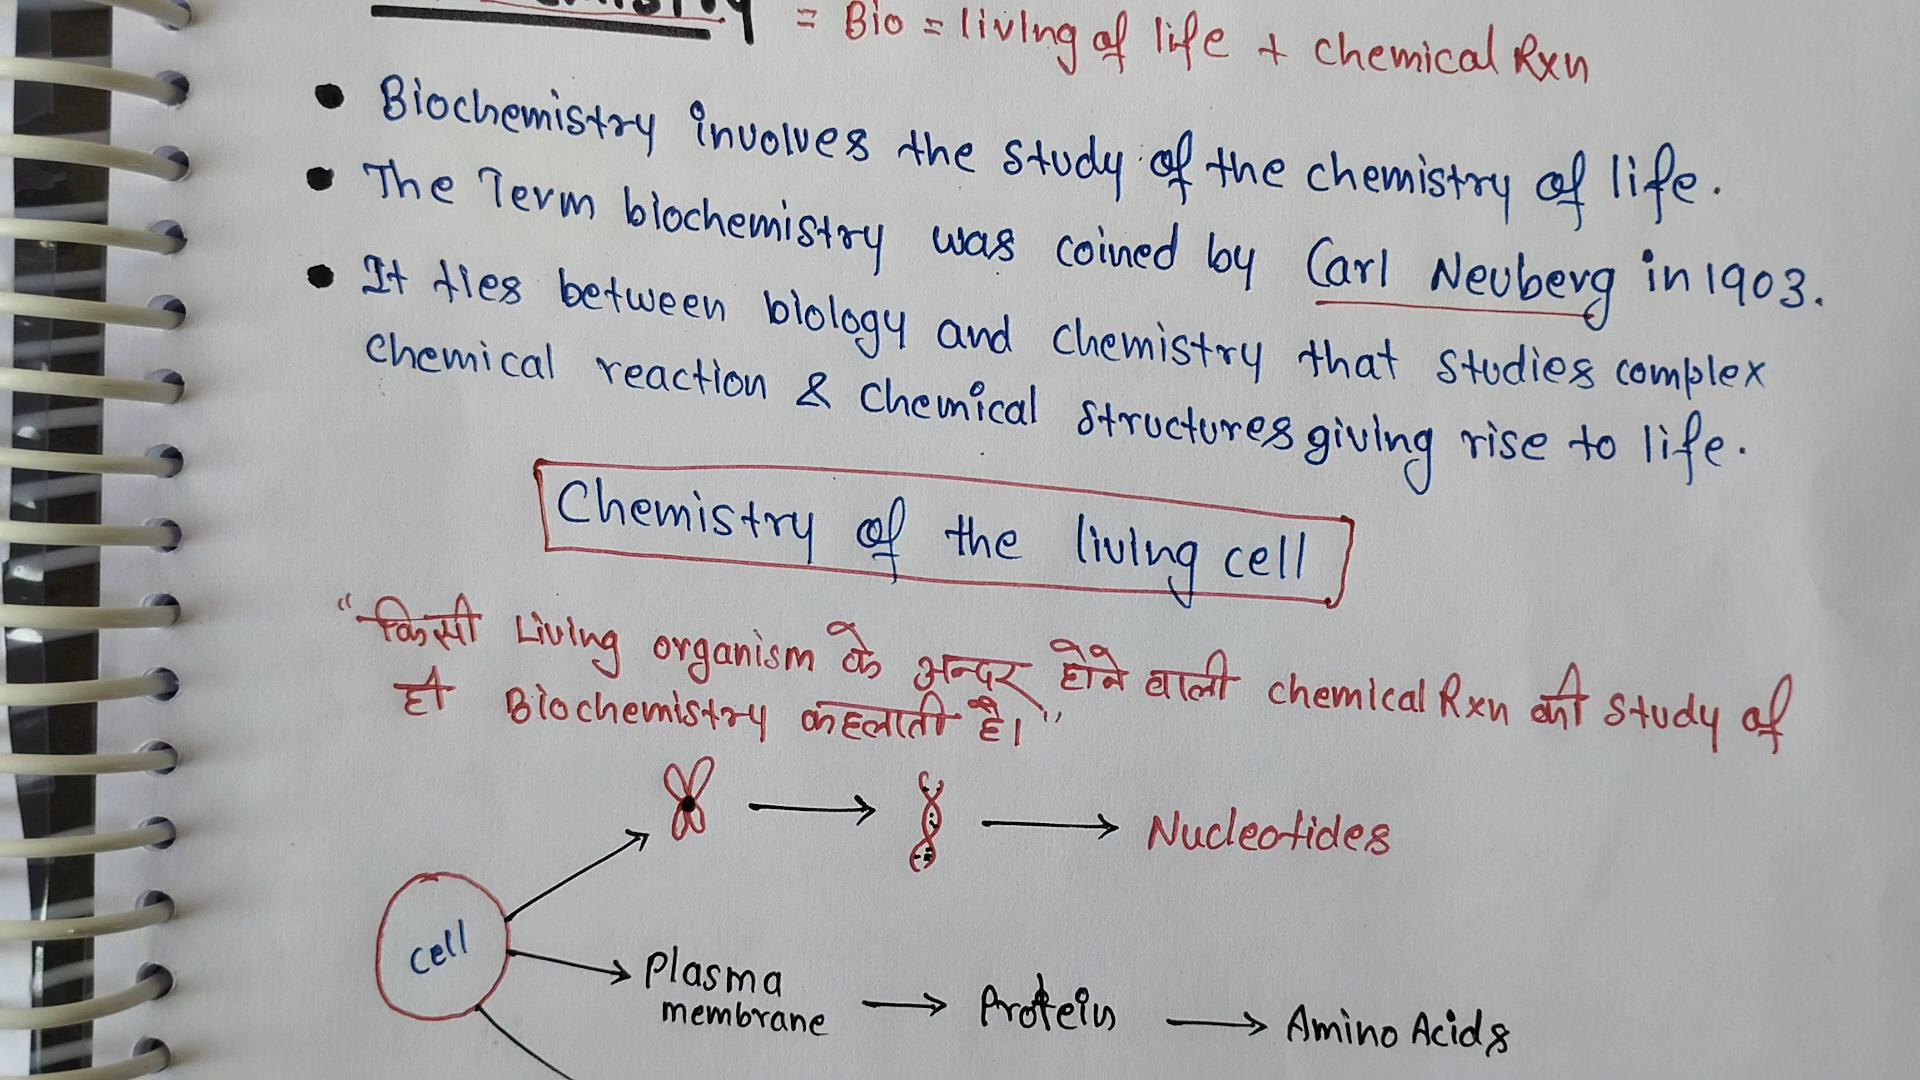 = Bio = living of life + chemical Rxn
• Biochemistry involves the study of the chemistry of life.
• The Term biochemistry was coined by Carl Neuberg in 1903.
• It ties between biology and chemistry that studies complex
chemical reaction & chemical structures giving rise to life.
Chemistry of the living cell
"किसी Living organism के अन्दर होने वाली chemical Rxn की study of
ही Biochemistry कहलाती है।"
Nucleotides
cell
Plasma
membrane → Protein → Amino Acids